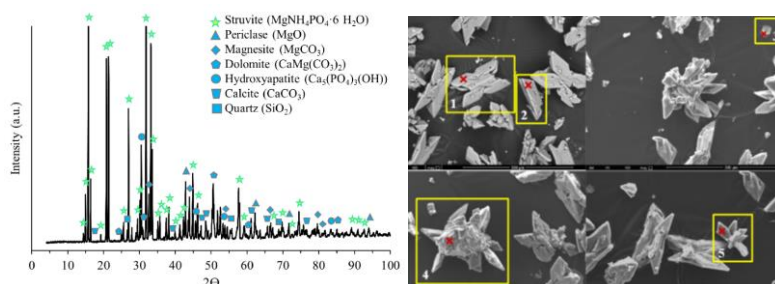 Struvite (MgNH₄PO₄·6 H₂O)
Periclase (MgO)
Magnesite (MgCO₃)
Dolomite (CaMg(CO₃)₂)
Hydroxyapatite (Ca₅(PO₄)₃(OH))
Calcite (CaCO₃)
Quartz (SiO₂)
Intensity (a.u.)
0 10 20 30 40 50 60 70 80 90 100
2Θ
1
2
4
5